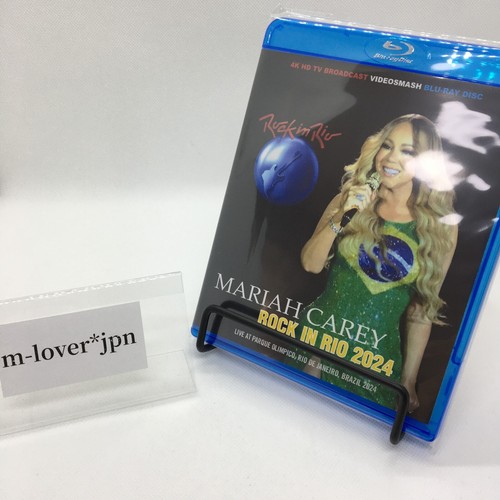 Blu-ray Disc
4K HD TV BROADCAST VIDEOSMASH BLU-RAY DISC
Rock in Rio
MARIAH CAREY
ROCK IN RIO 2024
LIVE AT PARQUE OLIMPICO, RIO DE JANEIRO, BRAZIL 2024
m-lover*jpn